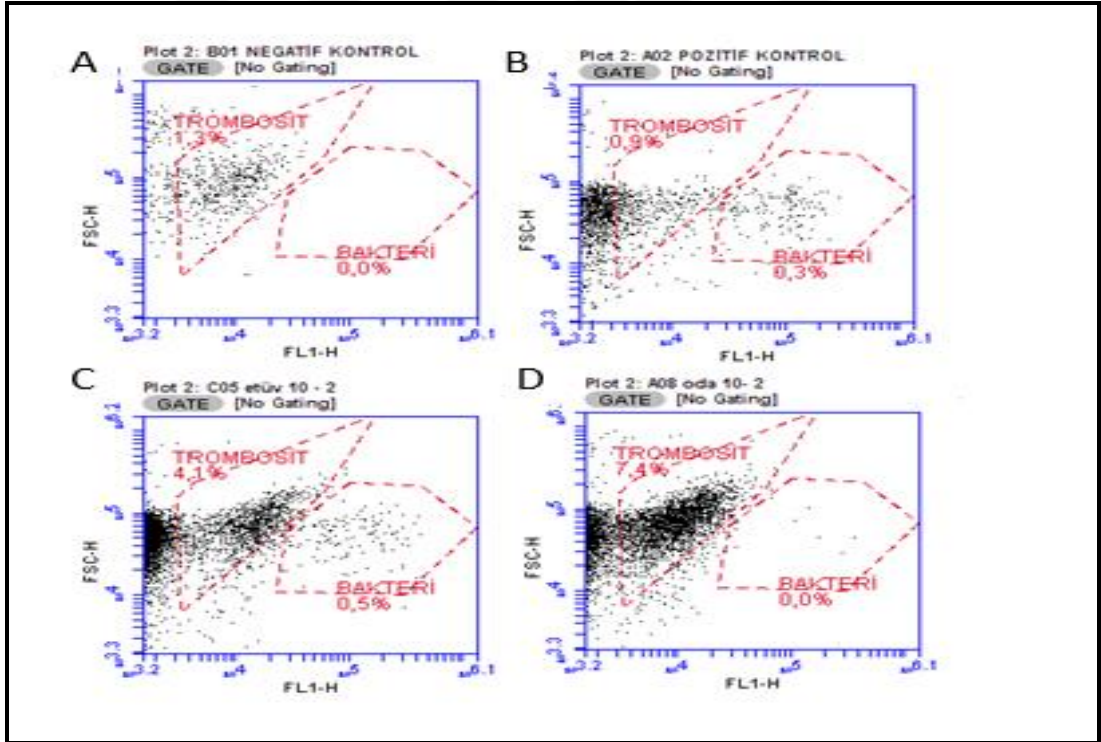 A
Plot 2: B01 NEGATİF KONTROL
GATE [No Gating]
TROMBOSIT
1,3%
BAKTERİ
0,0%
FSC-H
FL1-H
B
Plot 2: A02 POZİTİF KONTROL
GATE [No Gating]
TROMBOSIT
0,9%
BAKTERİ
0,3%
FSC-H
FL1-H
C
Plot 2: C05 etüv 10 - 2
GATE [No Gating]
TROMBOSIT
4,1%
BAKTERİ
0,5%
FSC-H
FL1-H
D
Plot 2: A08 oda 10- 2
GATE [No Gating]
TROMBOSIT
7,4%
BAKTERİ
0,0%
FSC-H
FL1-H